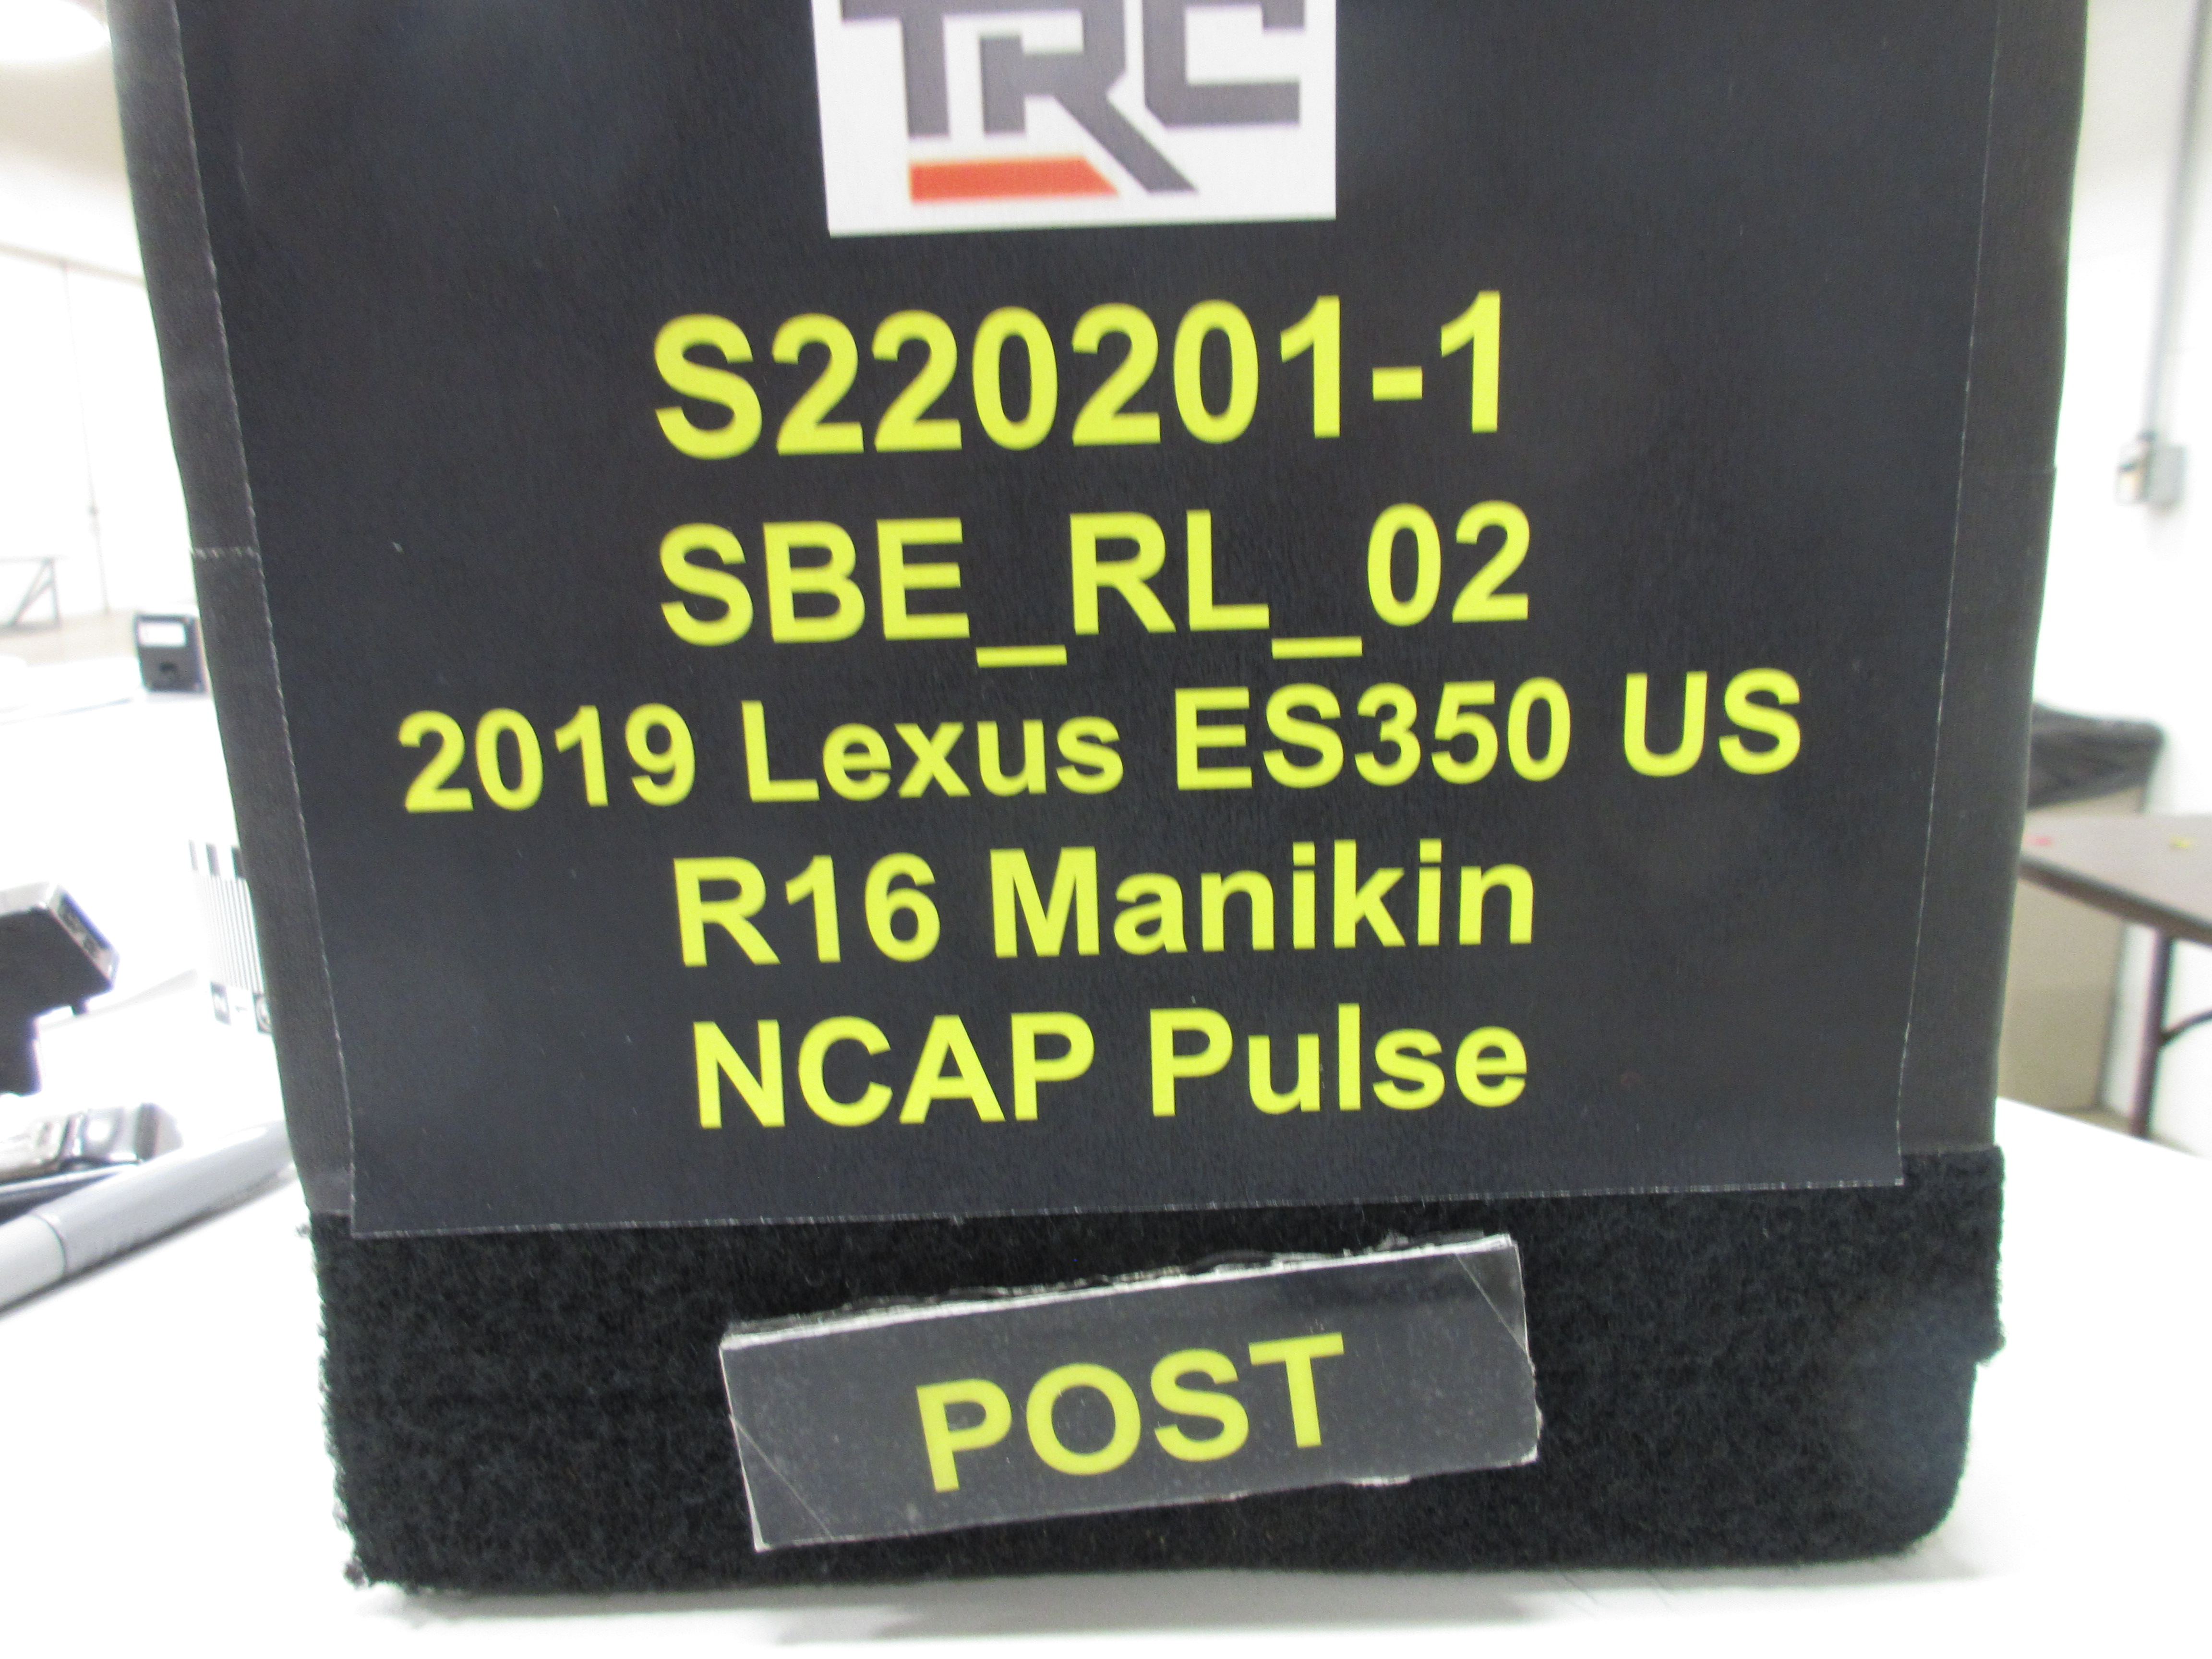 TRC
S220201-1
SBE_RL_02
2019 Lexus ES350 US
R16 Manikin
NCAP Pulse
POST